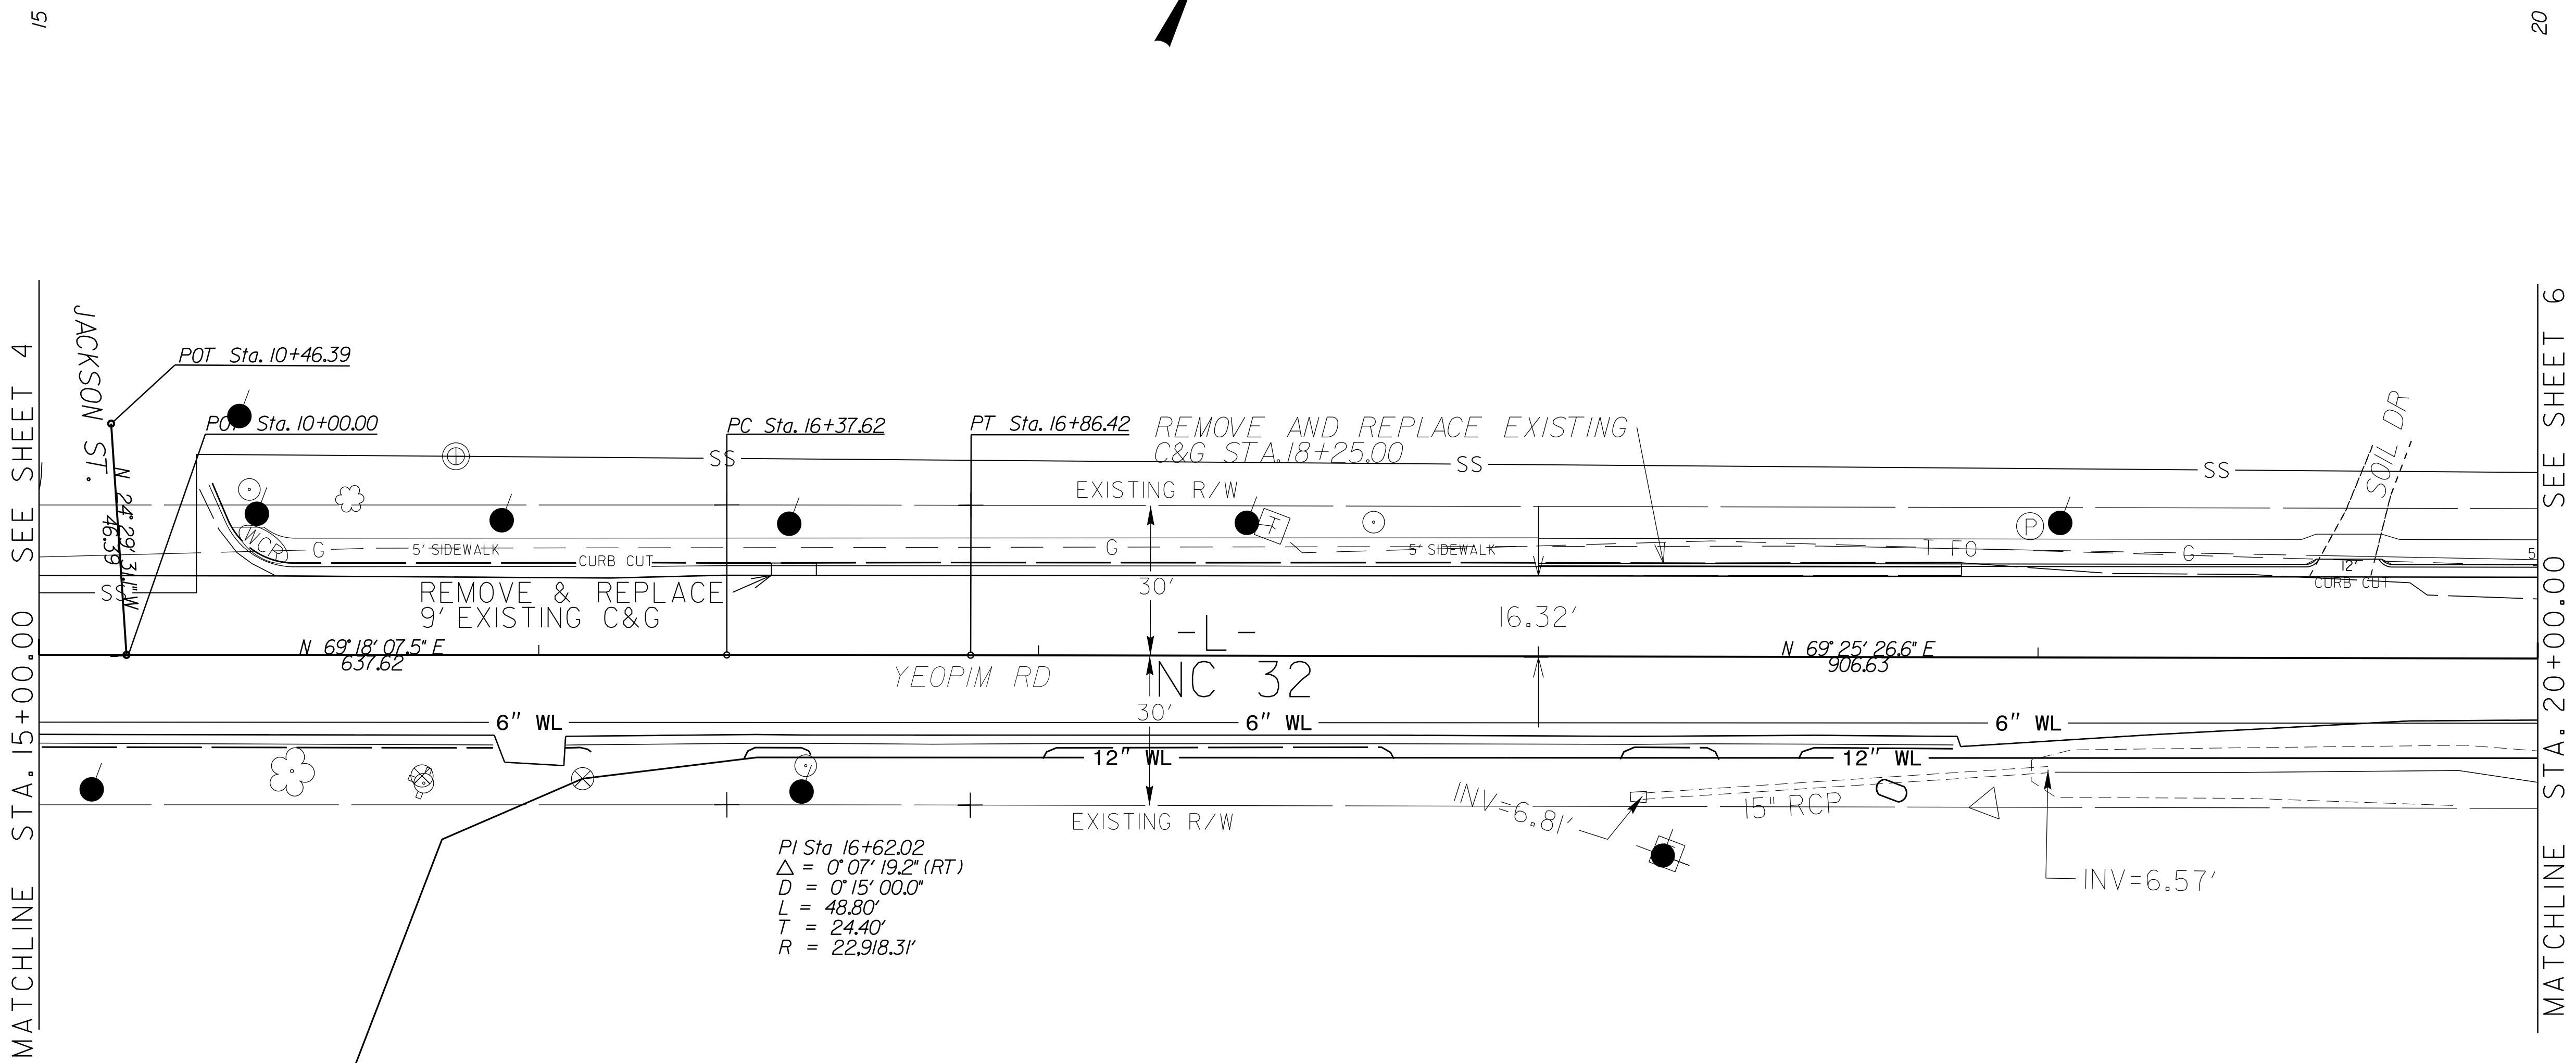 15
20
MATCHLINE STA. 15+00.00 SEE SHEET 4
JACKSON ST.
POT Sta. 10+46.39
Sta. 10+00.00
N 24° 29' 31.1" W
46.39
PC Sta. 16+37.62
PT Sta. 16+86.42
REMOVE AND REPLACE EXISTING
C&G STA.18+25.00
SS
SS
SS
SS
SOIL DR
EXISTING R/W
T
P
WCR
G
5' SIDEWALK
G
5' SIDEWALK
T FO
G
5
CURB CUT
12'
CURB CUT
REMOVE & REPLACE
9' EXISTING C&G
30'
16.32'
-L-
N 69° 18' 07.5" E
637.62
N 69° 25' 26.6" E
906.63
YEOPIM RD
NC 32
30'
6" WL
6" WL
6" WL
12" WL
12" WL
EXISTING R/W
INV=6.81'
15" RCP
INV=6.57'
PI Sta 16+62.02
△ = 0° 07' 19.2" (RT)
D = 0° 15' 00.0"
L = 48.80'
T = 24.40'
R = 22,918.31'
MATCHLINE STA. 20+00.00 SEE SHEET 6